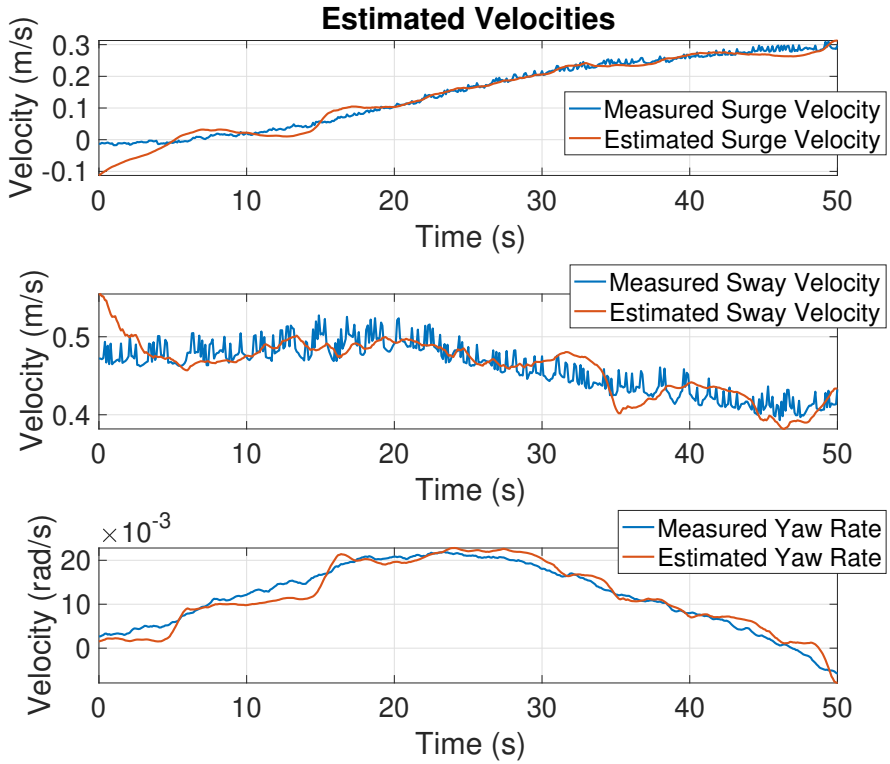 Estimated Velocities
Velocity (m/s)
0.3
0.2
0.1
0
-0.1
Measured Surge Velocity
Estimated Surge Velocity
0 10 20 30 40 50
Time (s)
Velocity (m/s)
0.5
0.4
Measured Sway Velocity
Estimated Sway Velocity
0 10 20 30 40 50
Time (s)
Velocity (rad/s)
×10⁻³
20
10
0
Measured Yaw Rate
Estimated Yaw Rate
0 10 20 30 40 50
Time (s)